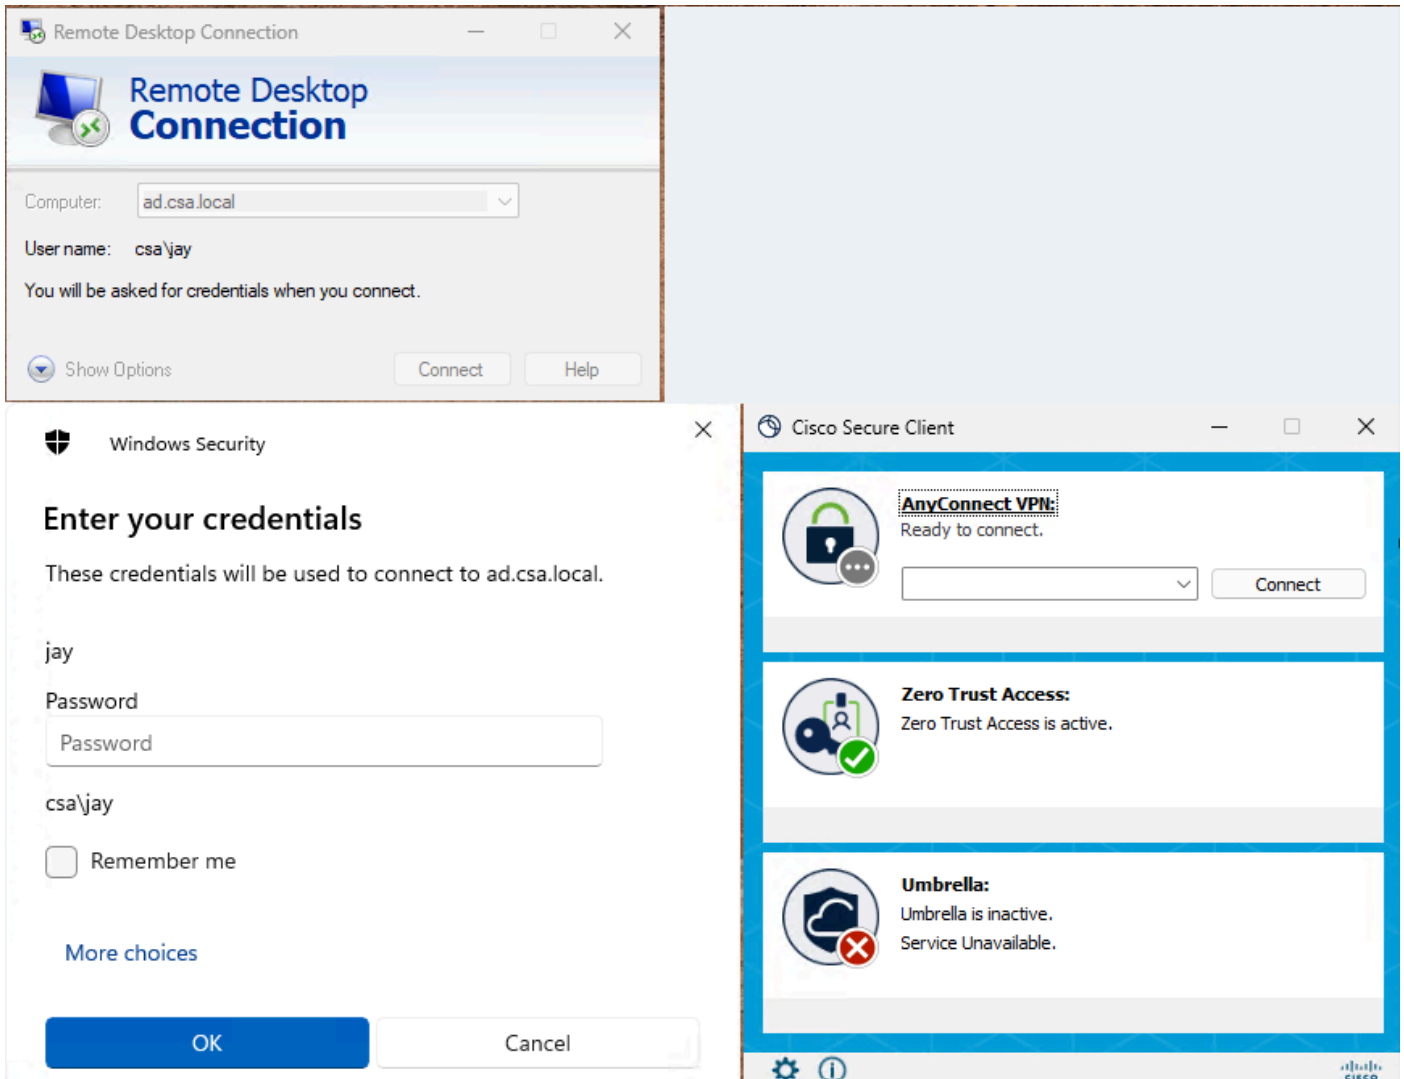 Remote Desktop Connection
Remote Desktop
Connection
Computer: ad.csa.local
User name: csa\jay
You will be asked for credentials when you connect.
Show Options Connect Help
Windows Security
Enter your credentials
These credentials will be used to connect to ad.csa.local.
jay
Password
Password
csa\jay
Remember me
More choices
OK Cancel
Cisco Secure Client
AnyConnect VPN:
Ready to connect.
Connect
Zero Trust Access:
Zero Trust Access is active.
Umbrella:
Umbrella is inactive.
Service Unavailable.
cisco